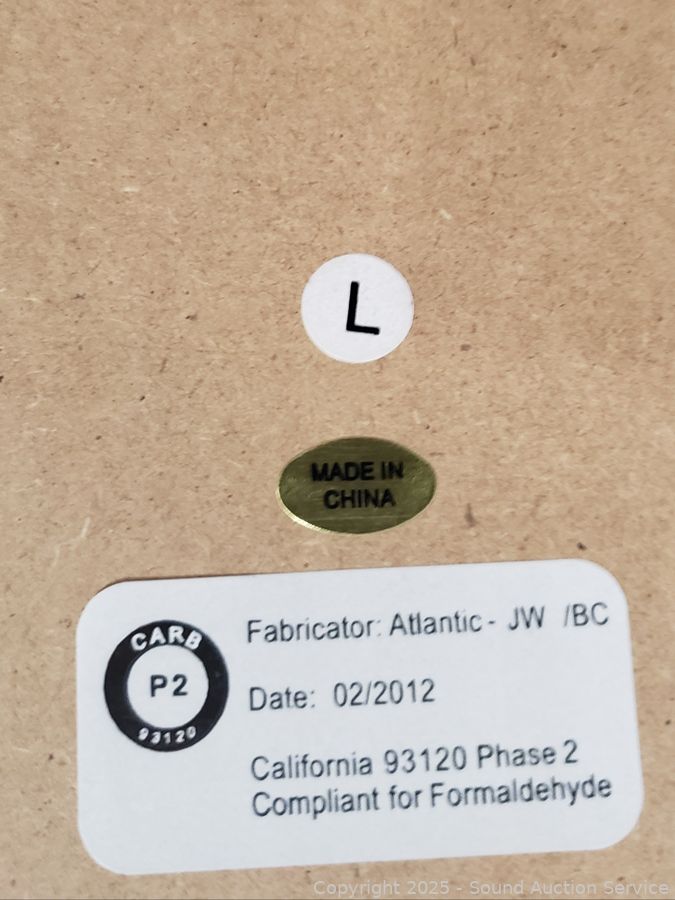 L
MADE IN
CHINA
CARB
P2
93120
Fabricator: Atlantic - JW /BC
Date: 02/2012
California 93120 Phase 2
Compliant for Formaldehyde
Copyright 2025 - Sound Auction Service